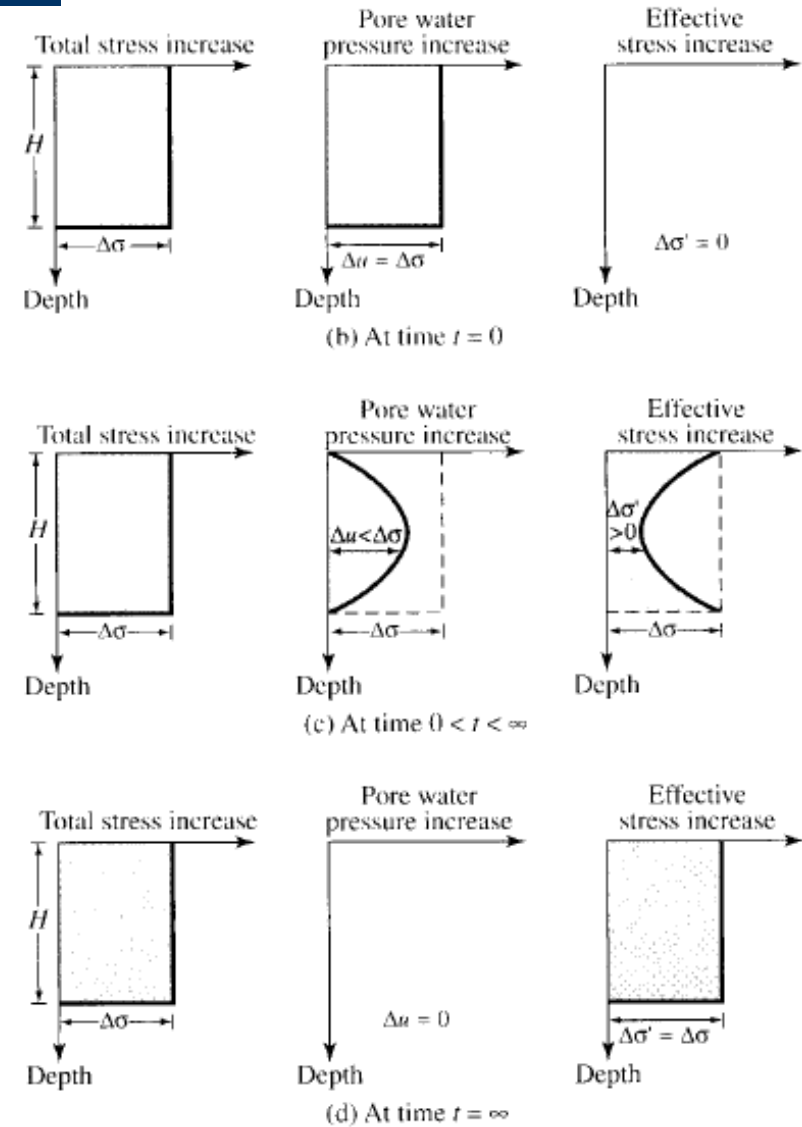 Total stress increase
Pore water
pressure increase
Effective
stress increase
H
Δσ
Δu = Δσ
Δσ' = 0
Depth
Depth
Depth
(b) At time t = 0
Total stress increase
Pore water
pressure increase
Effective
stress increase
H
Δu<Δσ
Δσ'
>0
Δσ
Δσ
Δσ
Depth
Depth
Depth
(c) At time 0 < t < ∞
Total stress increase
Pore water
pressure increase
Effective
stress increase
H
Δσ
Δu = 0
Δσ' = Δσ
Depth
Depth
Depth
(d) At time t = ∞